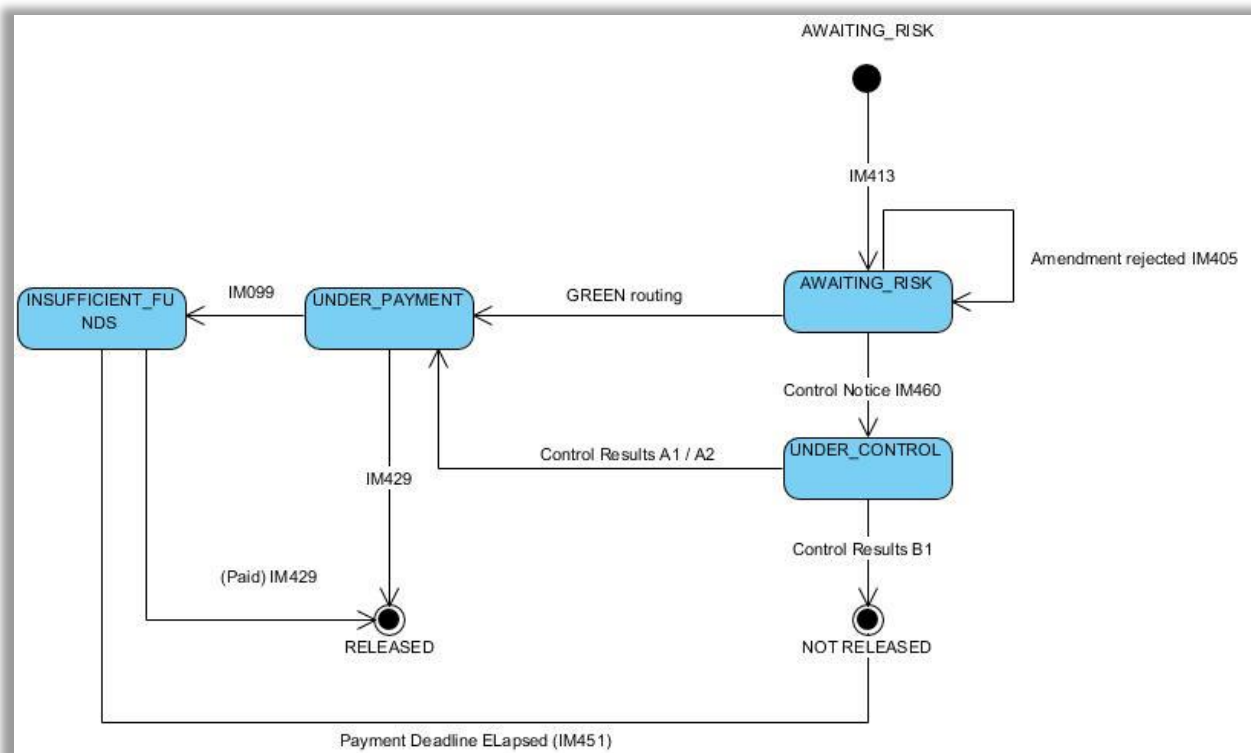 AWAITING_RISK
IM413
Amendment rejected IM405
AWAITING_RISK
GREEN routing
IM099
UNDER_PAYMENT
INSUFFICIENT_FU
NDS
Control Notice IM460
UNDER_CONTROL
Control Results A1 / A2
IM429
Control Results B1
(Paid) IM429
RELEASED
NOT RELEASED
Payment Deadline ELapsed (IM451)